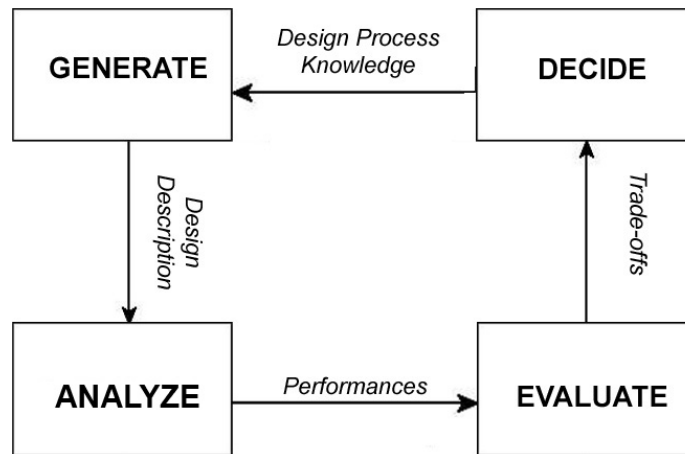 GENERATE
Design Process
Knowledge
DECIDE
Design
Description
Trade-offs
ANALYZE
Performances
EVALUATE